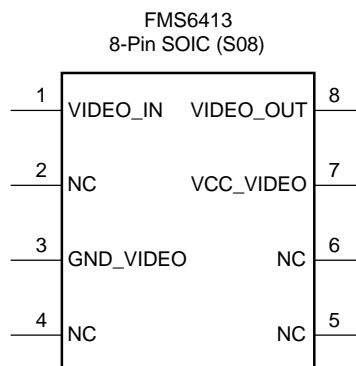 FMS6413
8-Pin SOIC (S08)
1 VIDEO_IN VIDEO_OUT 8
2 NC VCC_VIDEO 7
3 GND_VIDEO NC 6
4 NC NC 5